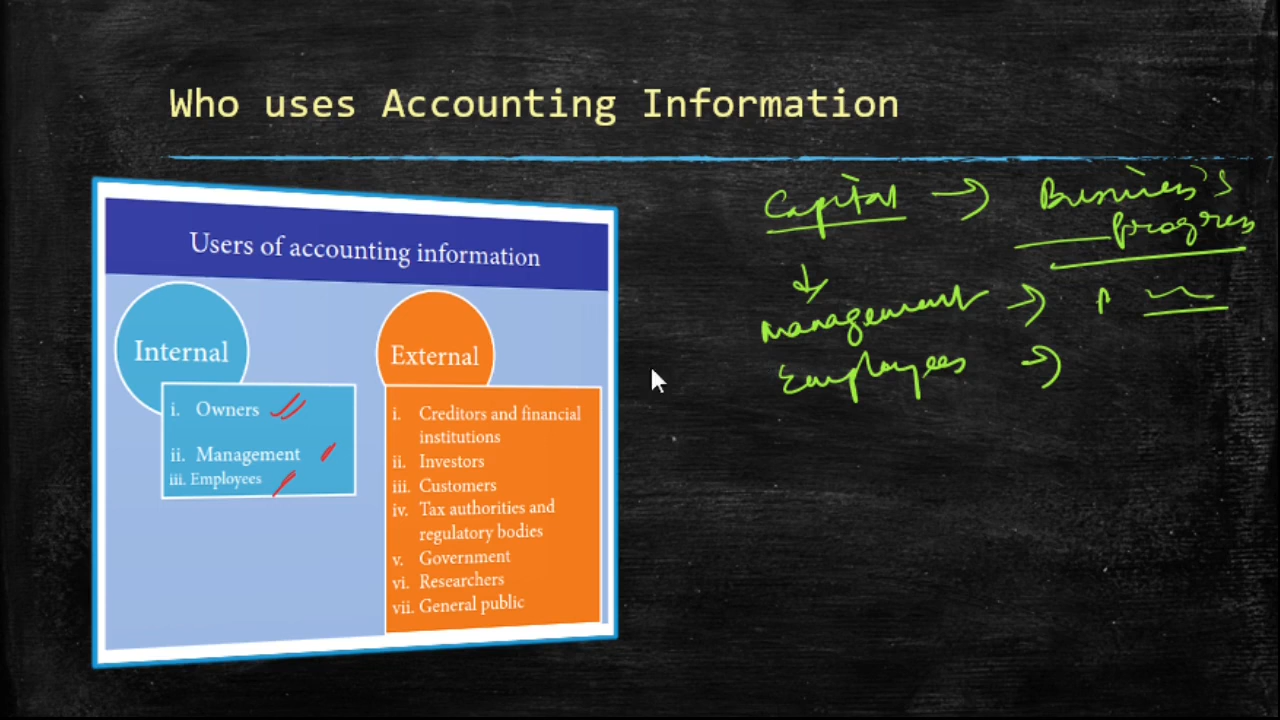 Who uses Accounting Information
Users of accounting information
Internal
i. Owners
ii. Management
iii. Employees
External
i. Creditors and financial
institutions
ii. Investors
iii. Customers
iv. Tax authorities and
regulatory bodies
v. Government
vi. Researchers
vii. General public
Capital → Business's
progress
↓
Management →
Employees →